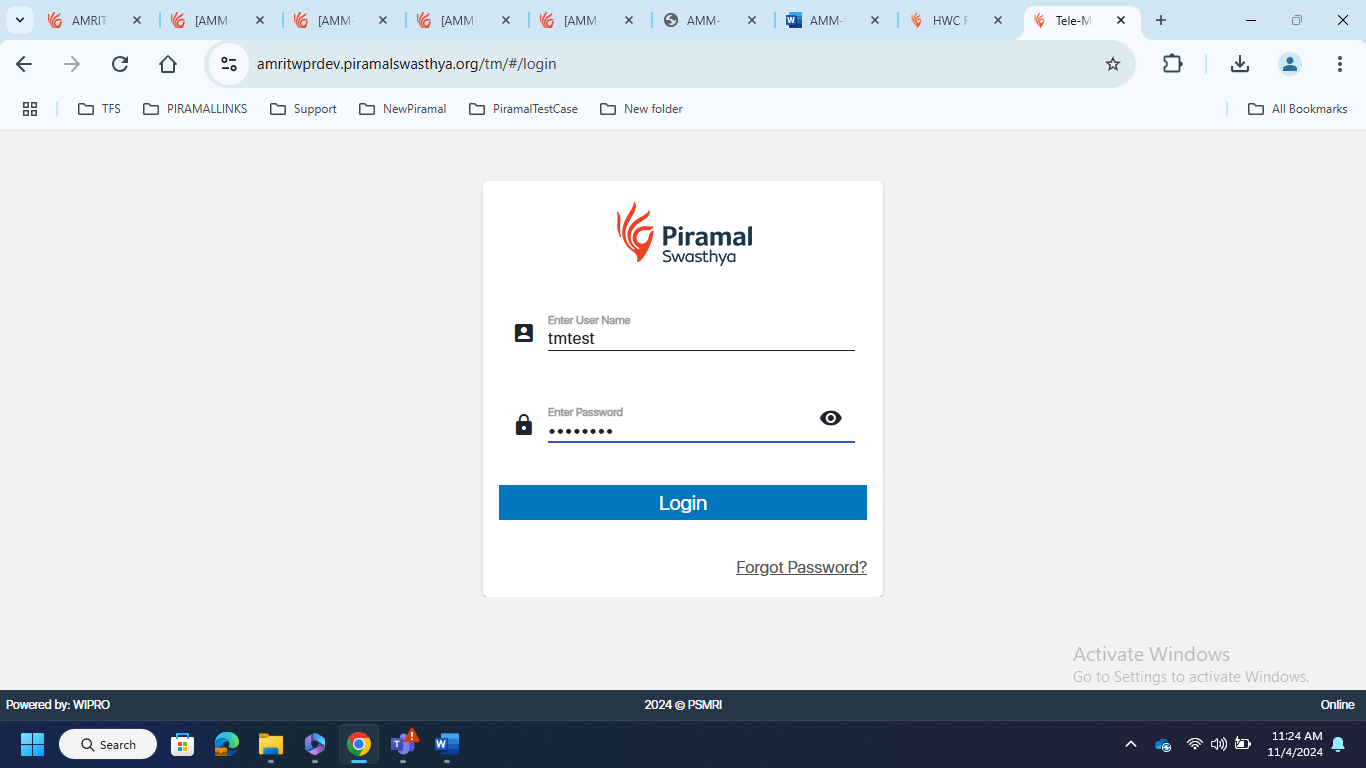 AMRIT
[AMM-
[AMM-
[AMM-
[AMM-
AMM-
AMM-
HWC F
Tele-M
amritwprdev.piramalswasthya.org/tm/#/login
TFS
PIRAMALLINKS
Support
NewPiramal
PiramalTestCase
New folder
All Bookmarks
Piramal
Swasthya
Enter User Name
tmtest
Enter Password
••••••••
Login
Forgot Password?
Activate Windows
Go to Settings to activate Windows.
Powered by: WIPRO
2024 © PSMRI
Online
Search
11:24 AM
11/4/2024